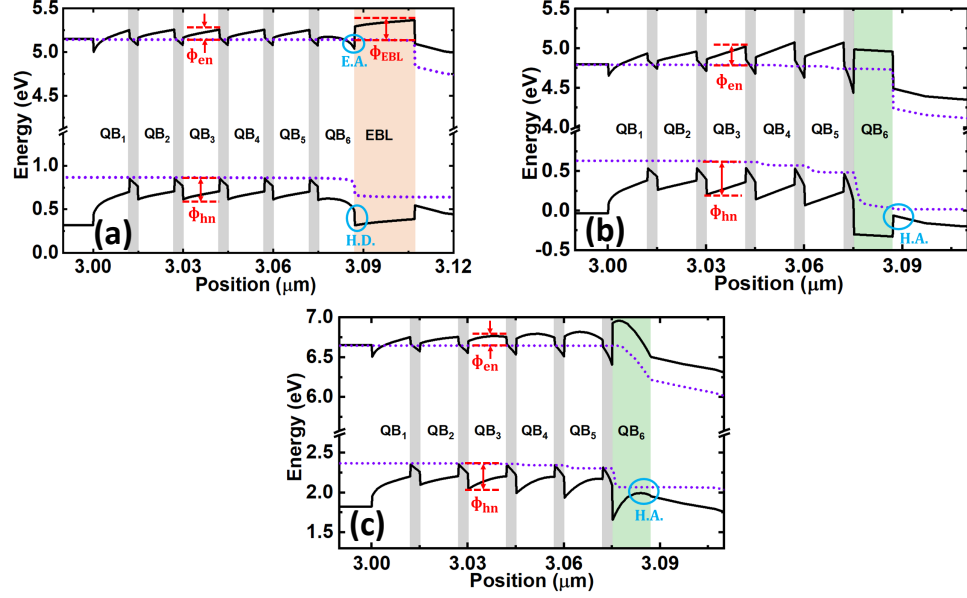 5.5
5.0
4.5
1.0
0.5
0.0
Energy (eV)
QB1 QB2 QB3 QB4 QB5 QB6 EBL
ϕen
E.A.
ϕEBL
ϕhn
H.D.
(a)
3.00 3.03 3.06 3.09 3.12
Position (μm)
6.0
5.0
4.0
0.5
0.0
-0.5
Energy (eV)
QB1 QB2 QB3 QB4 QB5 QB6
ϕen
ϕhn
H.A.
(b)
3.00 3.03 3.06 3.09
Position (μm)
7.0
6.5
6.0
2.5
2.0
1.5
Energy (eV)
QB1 QB2 QB3 QB4 QB5 QB6
ϕen
ϕhn
H.A.
(c)
3.00 3.03 3.06 3.09
Position (μm)